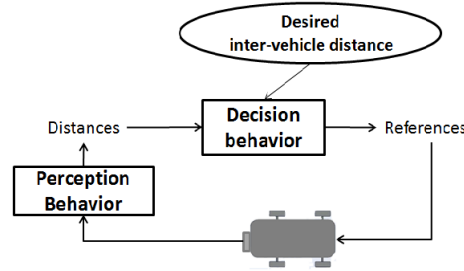 Desired
inter-vehicle distance
Distances
Decision
behavior
References
Perception
Behavior